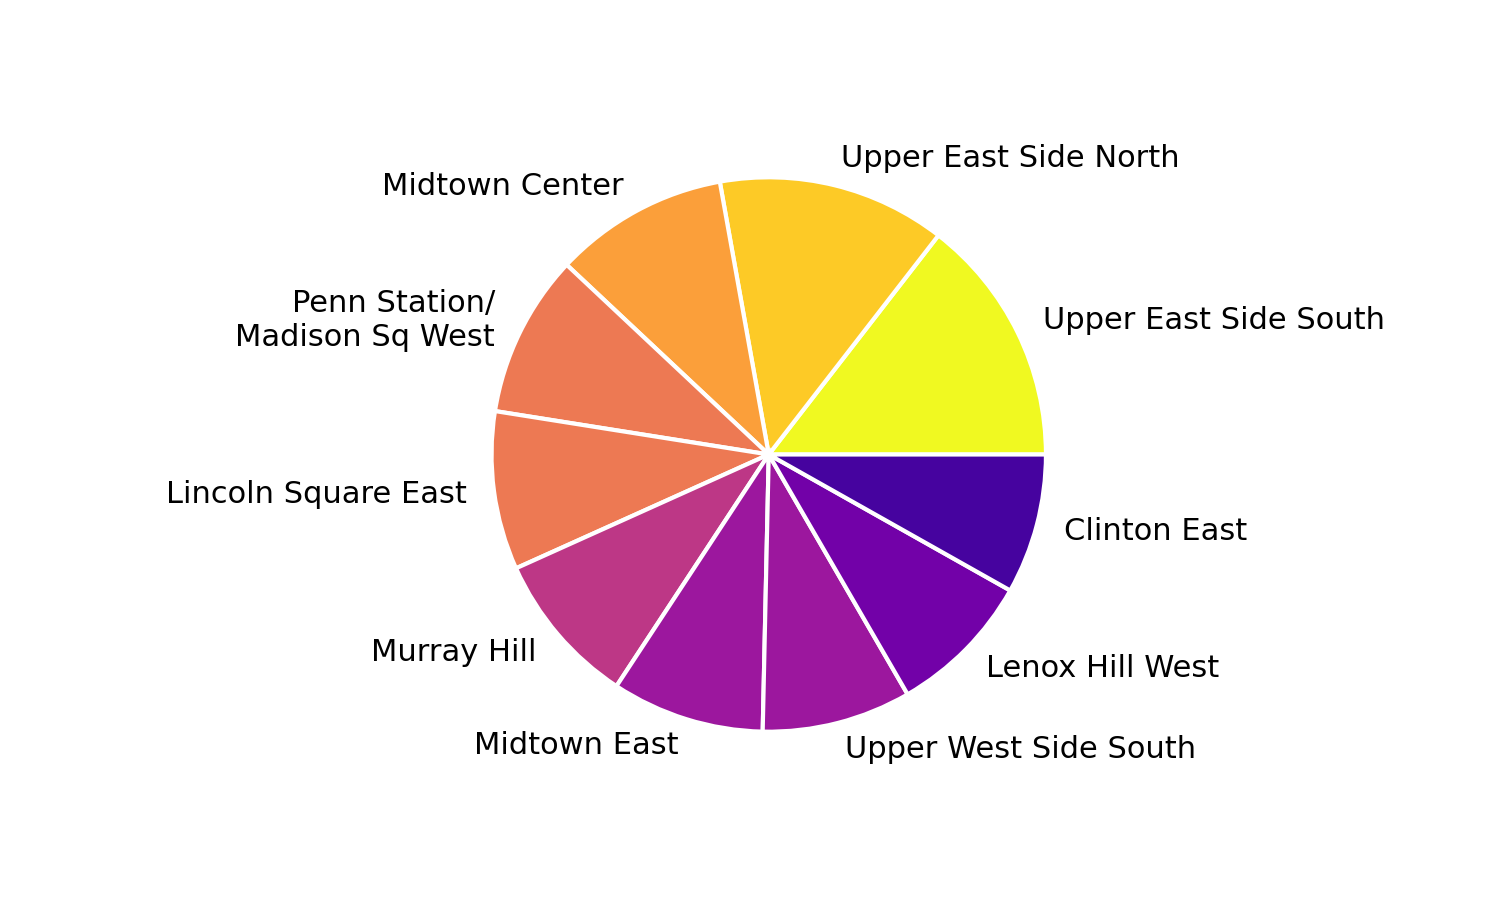 Upper East Side North
Midtown Center
Penn Station/
Madison Sq West
Upper East Side South
Lincoln Square East
Clinton East
Murray Hill
Lenox Hill West
Midtown East
Upper West Side South